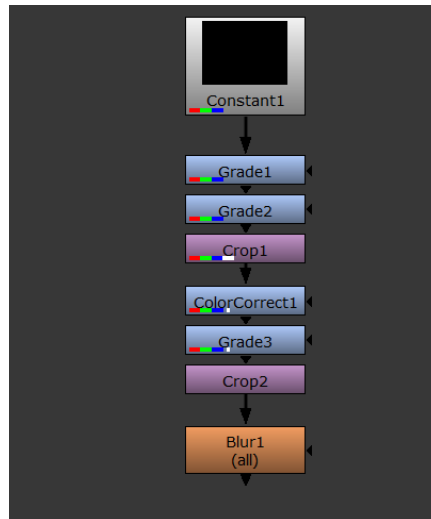 Constant1
Grade1
Grade2
Crop1
ColorCorrect1
Grade3
Crop2
Blur1
(all)